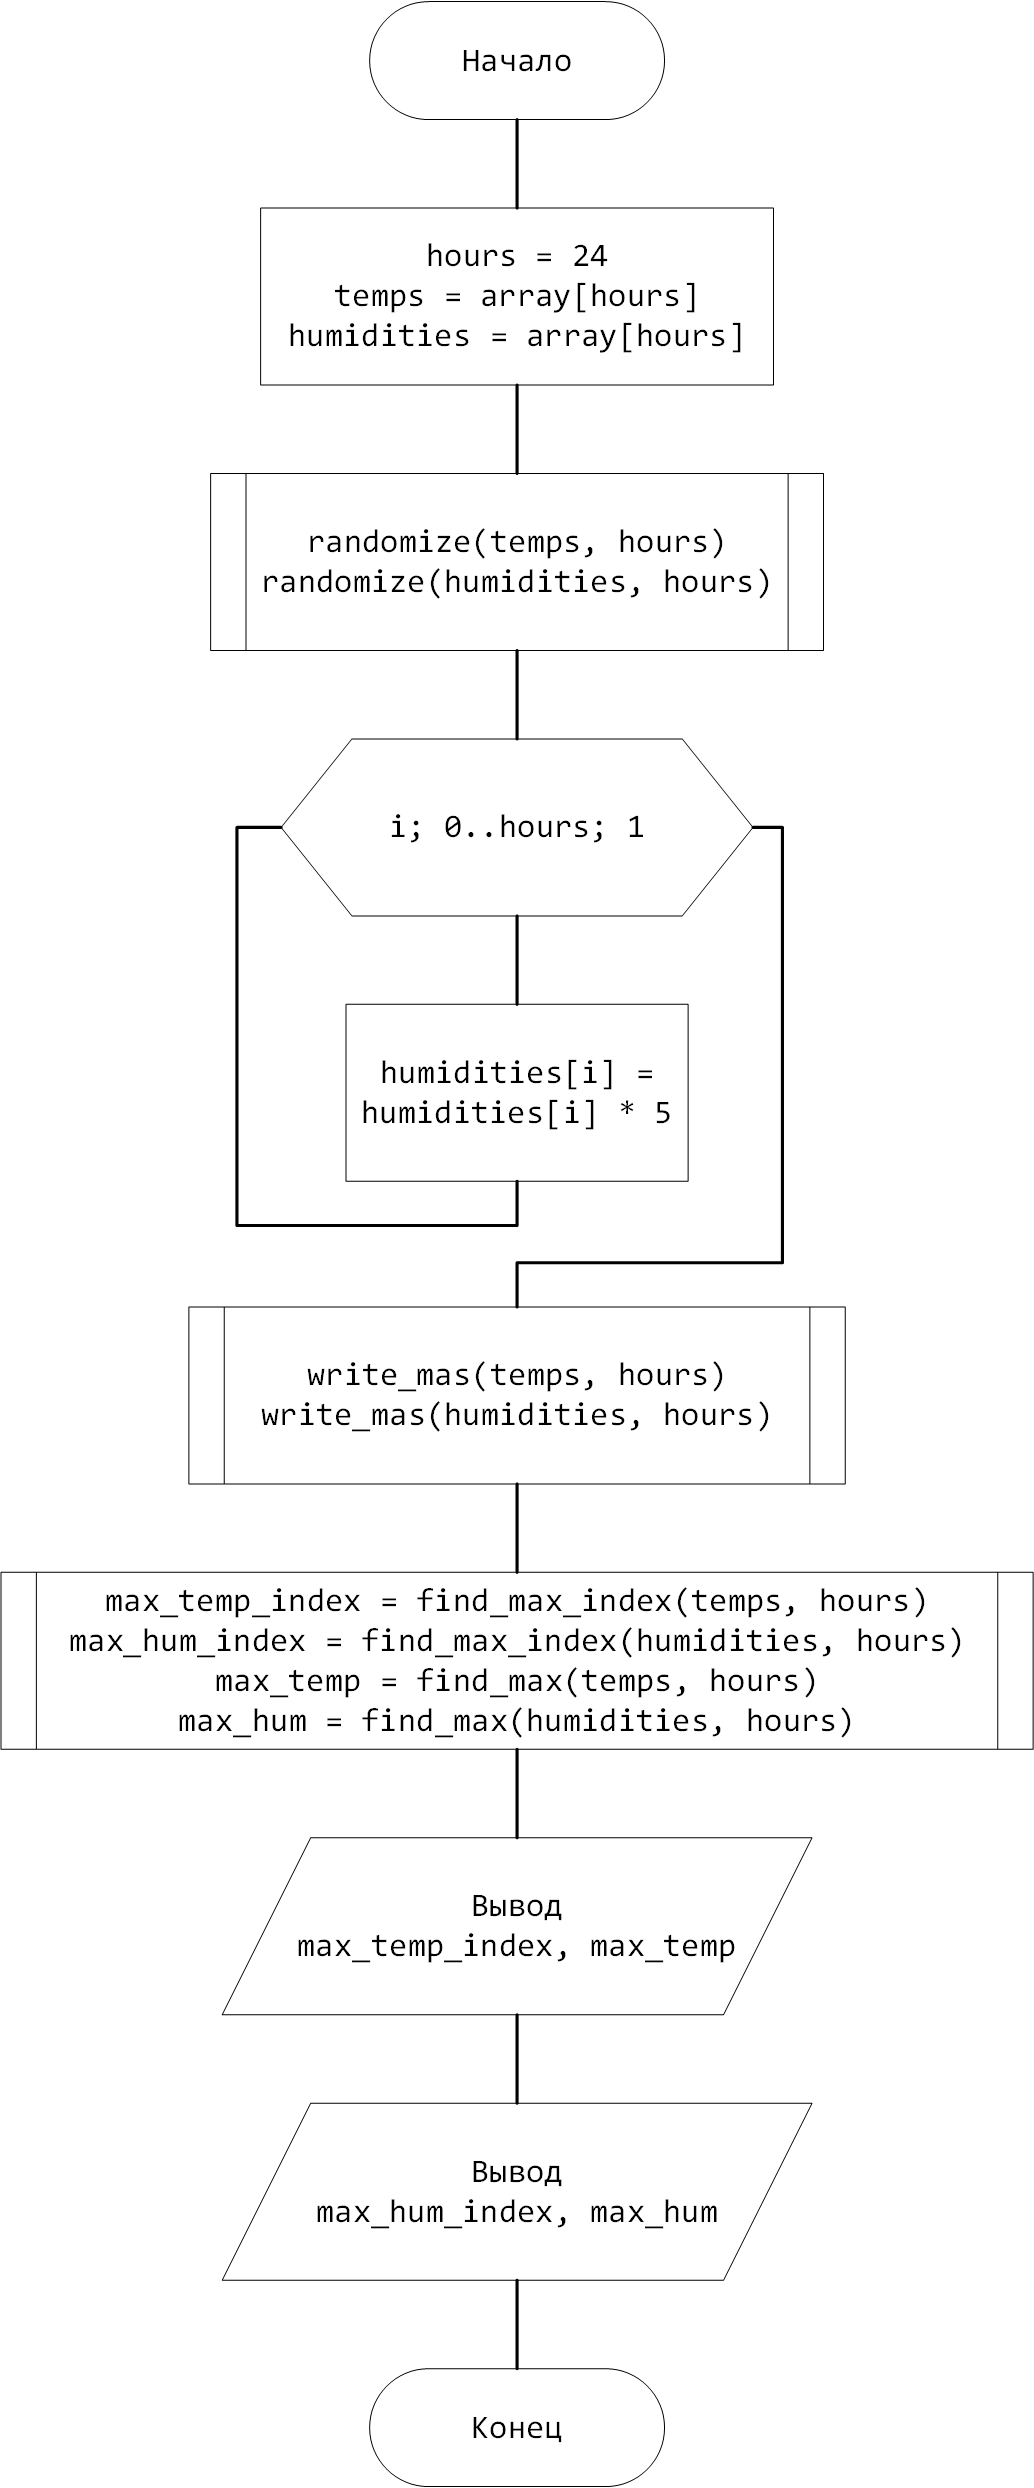 Начало
hours = 24
temps = array[hours]
humidities = array[hours]
randomize(temps, hours)
randomize(humidities, hours)
i; 0..hours; 1
humidities[i] =
humidities[i] * 5
write_mas(temps, hours)
write_mas(humidities, hours)
max_temp_index = find_max_index(temps, hours)
max_hum_index = find_max_index(humidities, hours)
max_temp = find_max(temps, hours)
max_hum = find_max(humidities, hours)
Вывод
max_temp_index, max_temp
Вывод
max_hum_index, max_hum
Конец